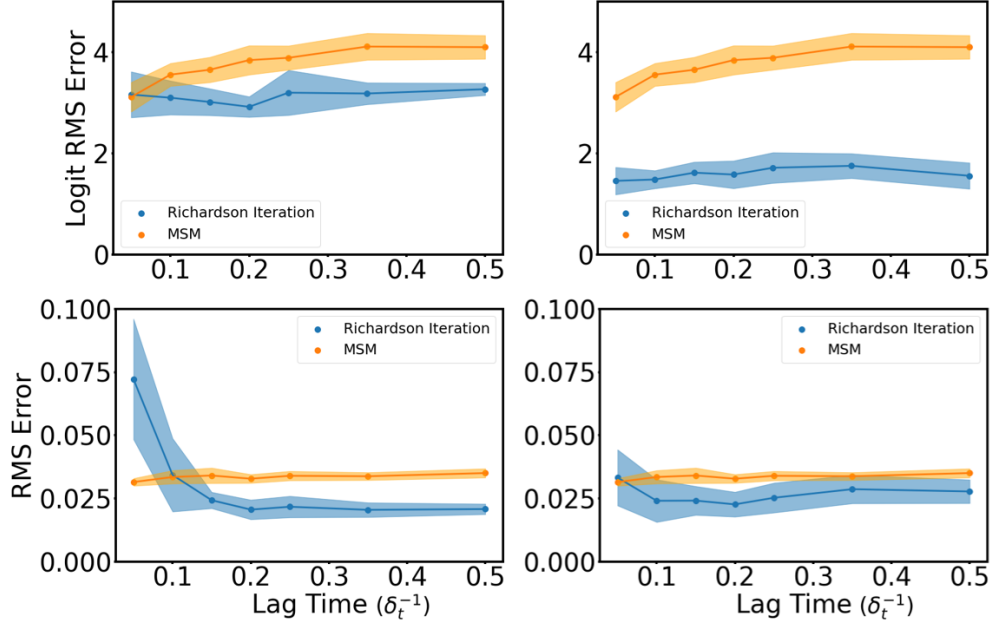 Logit RMS Error
4
2
0
Richardson Iteration
MSM
0.1 0.2 0.3 0.4 0.5
4
2
0
Richardson Iteration
MSM
0.1 0.2 0.3 0.4 0.5
RMS Error
0.100
0.075
0.050
0.025
0.000
Richardson Iteration
MSM
0.1 0.2 0.3 0.4 0.5
Lag Time (δₜ⁻¹)
0.100
0.075
0.050
0.025
0.000
Richardson Iteration
MSM
0.1 0.2 0.3 0.4 0.5
Lag Time (δₜ⁻¹)